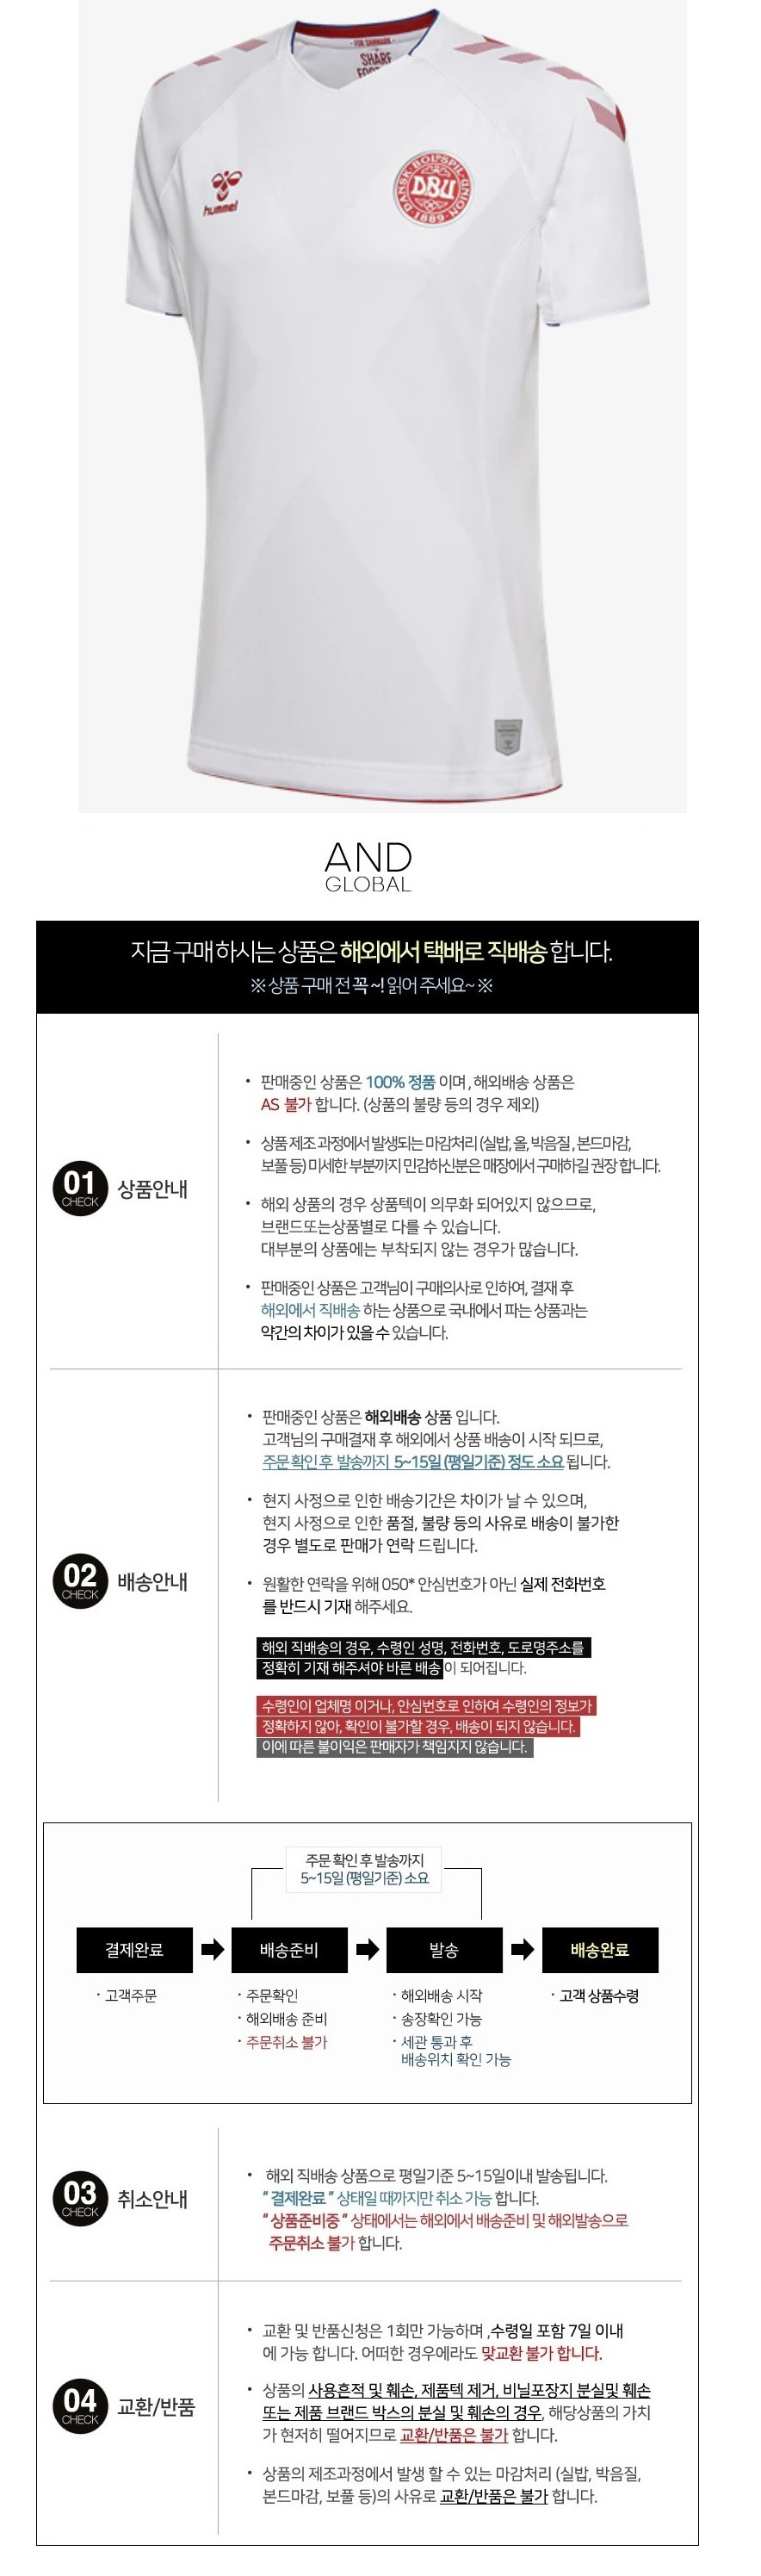 · FOR DANMARK ·
SHARE
hummel
DANSK BOLDSPIL-UNION
DBU
1889
AND
GLOBAL
지금 구매 하시는 상품은 해외에서 택배로 직배송 합니다.
※ 상품 구매 전 꼭 ~! 읽어 주세요~ ※
01
CHECK
상품안내
• 판매중인 상품은 100% 정품 이며 , 해외배송 상품은
AS 불가 합니다. (상품의 불량 등의 경우 제외)
• 상품 제조 과정에서 발생되는 마감처리 (실밥, 올, 박음질 , 본드마감,
보풀 등) 미세한 부분까지 민감하신분은 매장에서 구매하길 권장 합니다.
• 해외 상품의 경우 상품텍이 의무화 되어있지 않으므로,
브랜드또는상품별로 다를 수 있습니다.
대부분의 상품에는 부착되지 않는 경우가 많습니다.
• 판매중인 상품은 고객님이 구매의사로 인하여, 결재 후
해외에서 직배송 하는 상품으로 국내에서 파는 상품과는
약간의 차이가 있을 수 있습니다.
02
CHECK
배송안내
• 판매중인 상품은 해외배송 상품 입니다.
고객님의 구매결재 후 해외에서 상품 배송이 시작 되므로,
주문 확인 후 발송까지 5~15일 (평일기준) 정도 소요 됩니다.
• 현지 사정으로 인한 배송기간은 차이가 날 수 있으며,
현지 사정으로 인한 품절, 불량 등의 사유로 배송이 불가한
경우 별도로 판매가 연락 드립니다.
• 원활한 연락을 위해 050* 안심번호가 아닌 실제 전화번호
를 반드시 기재 해주세요.
해외 직배송의 경우, 수령인 성명, 전화번호, 도로명주소를
정확히 기재 해주셔야 바른 배송이 되어집니다.
수령인이 업체명 이거나, 안심번호로 인하여 수령인의 정보가
정확하지 않아, 확인이 불가할 경우, 배송이 되지 않습니다.
이에 따른 불이익은 판매자가 책임지지 않습니다.
주문 확인 후 발송까지
5~15일 (평일기준) 소요
결제완료 배송준비 발송 배송완료
· 고객주문 · 주문확인 · 해외배송 시작 · 고객 상품수령
· 해외배송 준비 · 송장확인 가능
· 주문취소 불가 · 세관 통과 후
배송위치 확인 가능
03
CHECK
취소안내
• 해외 직배송 상품으로 평일기준 5~15일이내 발송됩니다.
" 결제완료 " 상태일 때까지만 취소 가능 합니다.
" 상품준비중 " 상태에서는 해외에서 배송준비 및 해외발송으로
주문취소 불가 합니다.
04
CHECK
교환/반품
• 교환 및 반품신청은 1회만 가능하며 ,수령일 포함 7일 이내
에 가능 합니다. 어떠한 경우에라도 맞교환 불가 합니다.
• 상품의 사용흔적 및 훼손, 제품텍 제거, 비닐포장지 분실및 훼손
또는 제품 브랜드 박스의 분실 및 훼손의 경우, 해당상품의 가치
가 현저히 떨어지므로 교환/반품은 불가 합니다.
• 상품의 제조과정에서 발생 할 수 있는 마감처리 (실밥, 박음질,
본드마감, 보풀 등)의 사유로 교환/반품은 불가 합니다.